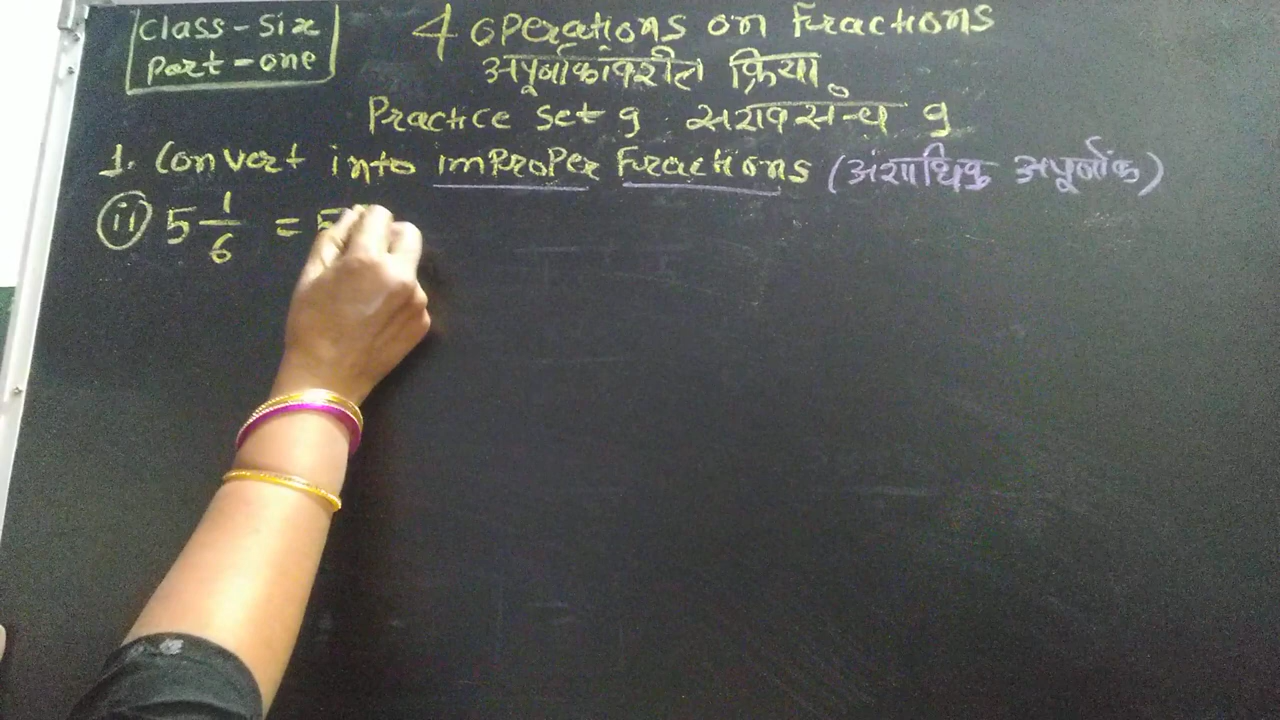 Class-Six
Part-one
4 Operations on Fractions
अपूर्णांकांवरील क्रिया
Practice Set 9 सरावसंच 9
1. Convert into improper Fractions (अंशाधिक अपूर्णांक)
(ii) 5 1/6 = 5